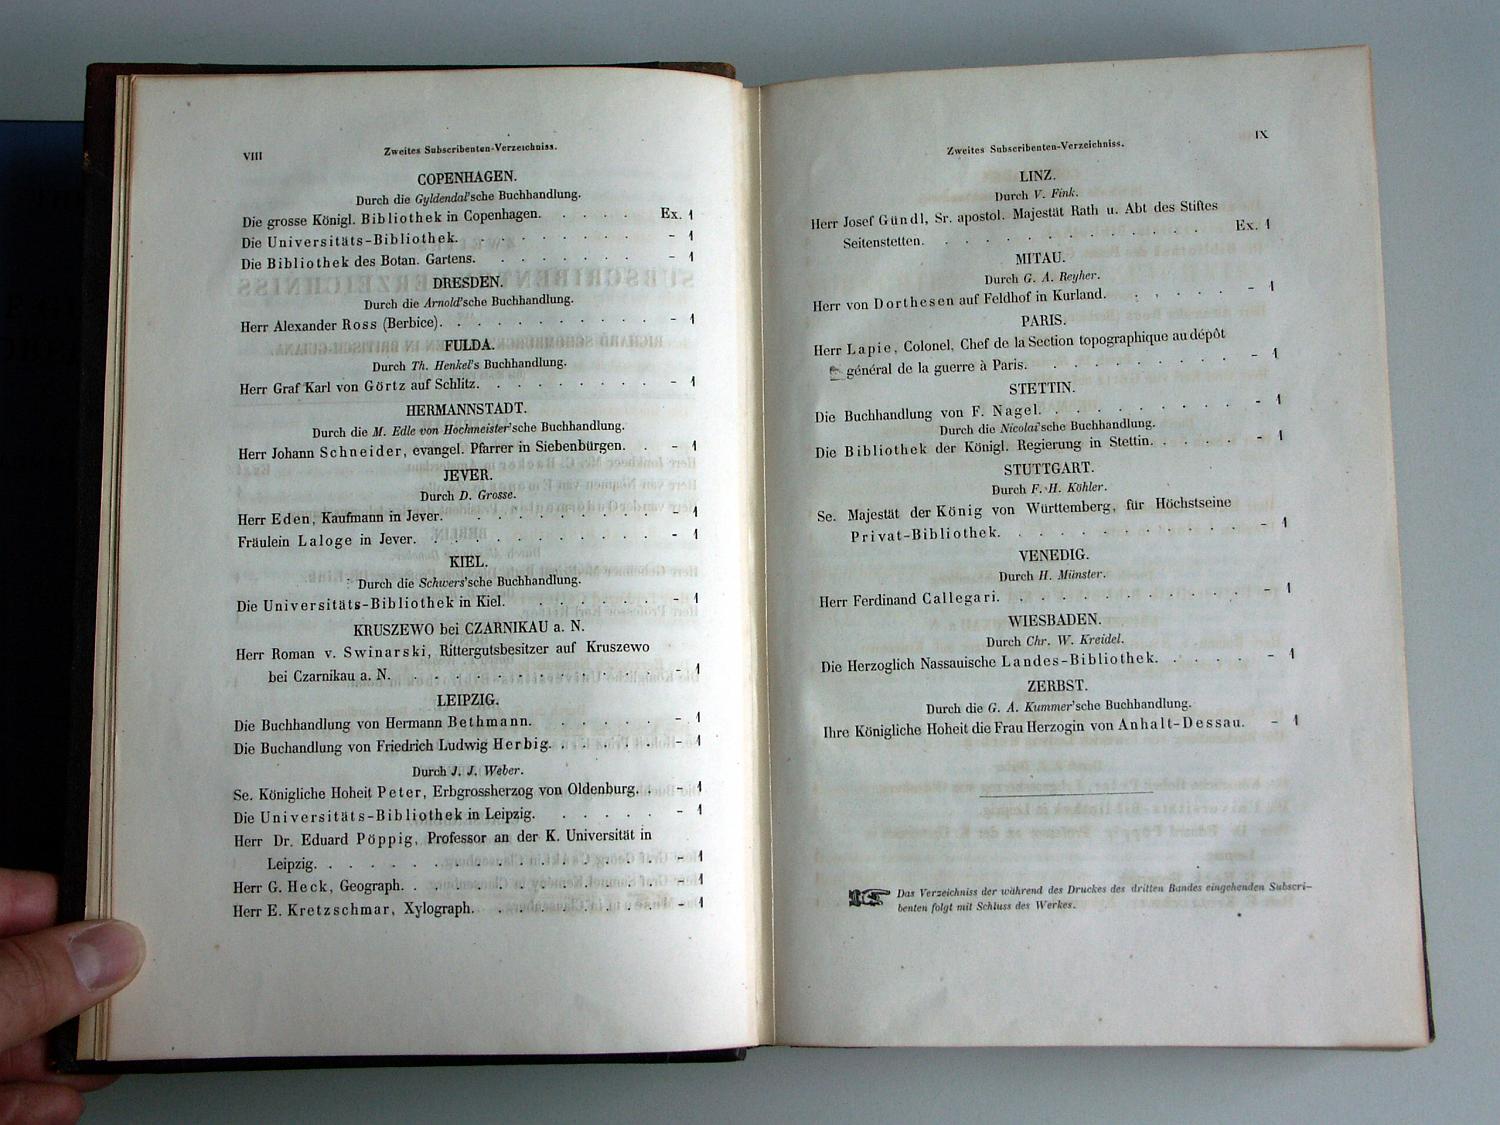 VIII
Zweites Subscribenten-Verzeichniss.
COPENHAGEN.
Durch die Gyldendal'sche Buchhandlung.
Die grosse Königl. Bibliothek in Copenhagen. . . . . Ex. 1
Die Universitäts-Bibliothek. . . . . . . . - 1
Die Bibliothek des Botan. Gartens. . . . . . . - 1
DRESDEN.
Durch die Arnold'sche Buchhandlung.
Herr Alexander Ross (Berbice). . . . . . . . . - 1
FULDA.
Durch Th. Henkel's Buchhandlung.
Herr Graf Karl von Görtz auf Schlitz. . . . . . . . - 1
HERMANNSTADT.
Durch die M. Edle von Hochmeister'sche Buchhandlung.
Herr Johann Schneider, evangel. Pfarrer in Siebenbürgen. . - 1
JEVER.
Durch D. Grosse.
Herr Eden, Kaufmann in Jever. . . . . . . . . - 1
Fräulein Laloge in Jever. . . . . . . . . . - 1
KIEL.
Durch die Schwers'sche Buchhandlung.
Die Universitäts-Bibliothek in Kiel. . . . . . . - 1
KRUSZEWO bei CZARNIKAU a. N.
Herr Roman v. Swinarski, Rittergutsbesitzer auf Kruszewo
bei Czarnikau a. N. . . . . . . . . . . - 1
LEIPZIG.
Die Buchhandlung von Hermann Bethmann. . . . . . - 1
Die Buchandlung von Friedrich Ludwig Herbig. . . . . . - 1
Durch J. J. Weber.
Se. Königliche Hoheit Peter, Erbgrossherzog von Oldenburg. . - 1
Die Universitäts-Bibliothek in Leipzig. . . . . . - 1
Herr Dr. Eduard Pöppig, Professor an der K. Universität in
Leipzig. . . . . . . . . . . . . - 1
Herr G. Heck, Geograph. . . . . . . . . . - 1
Herr E. Kretzschmar, Xylograph. . . . . . . . - 1
IX
Zweites Subscribenten-Verzeichniss.
LINZ.
Durch V. Fink.
Herr Josef Gündl, Sr. apostol. Majestät Rath u. Abt des Stiftes
Seitenstetten. . . . . . . . . . . Ex. 1
MITAU.
Durch G. A. Reyher.
Herr von Dorthesen auf Feldhof in Kurland. . . . . . - 1
PARIS.
Herr Lapie, Colonel, Chef de la Section topographique au dépôt
général de la guerre à Paris. . . . . . . - 1
STETTIN.
Die Buchhandlung von F. Nagel. . . . . . . . . - 1
Durch die Nicolai'sche Buchhandlung.
Die Bibliothek der Königl. Regierung in Stettin. . . . . - 1
STUTTGART.
Durch F. H. Köhler.
Se. Majestät der König von Württemberg, für Höchstseine
Privat-Bibliothek. . . . . . . . . . - 1
VENEDIG.
Durch H. Münster.
Herr Ferdinand Callegari. . . . . . . . . . - 1
WIESBADEN.
Durch Chr. W. Kreidel.
Die Herzoglich Nassauische Landes-Bibliothek. . . . . - 1
ZERBST.
Durch die G. A. Kummer'sche Buchhandlung.
Ihre Königliche Hoheit die Frau Herzogin von Anhalt-Dessau. - 1
Das Verzeichniss der während des Druckes des dritten Bandes eingehenden Subscri-
benten folgt mit Schluss des Werkes.